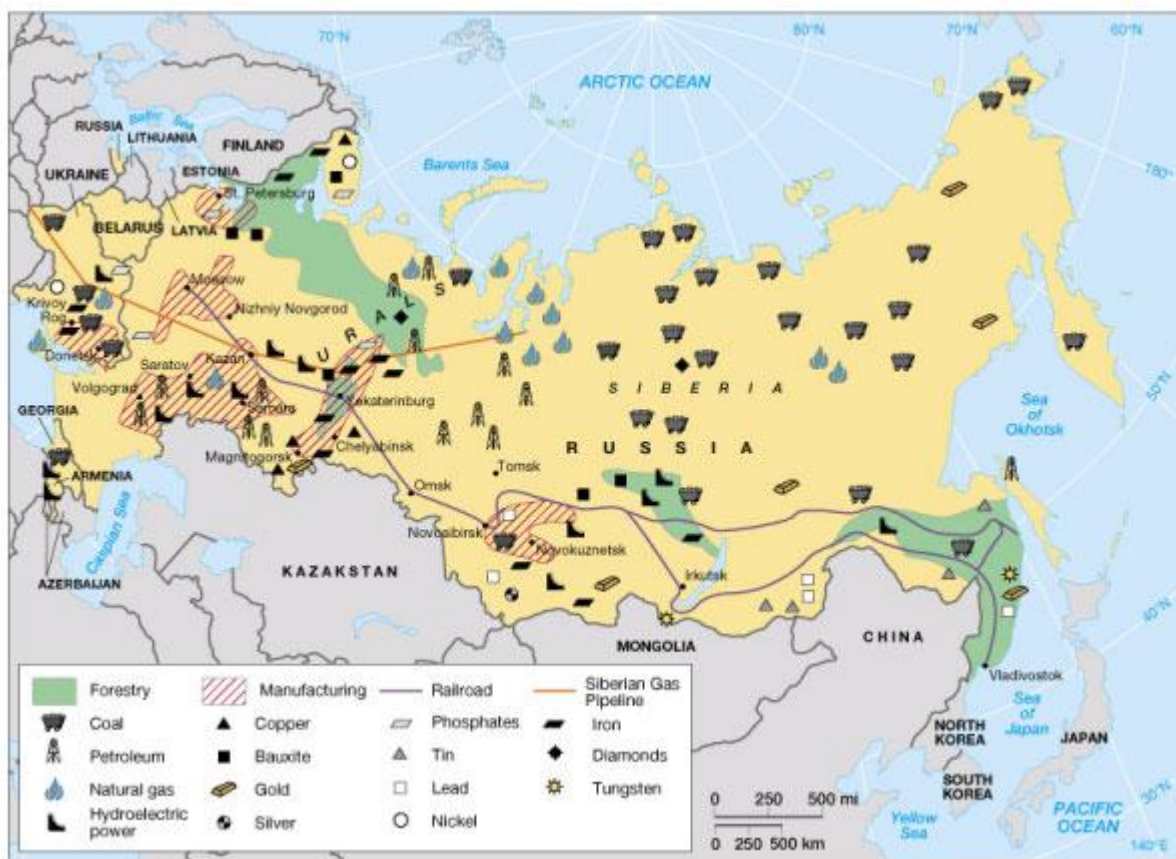 70°N
80°N
70°N
60°N
ARCTIC OCEAN
RUSSIA
Baltic Sea
LITHUANIA
FINLAND
Barents Sea
180°
UKRAINE
ESTONIA
St. Petersburg
BELARUS
LATVIA
Moscow
Nizhniy Novgorod
URALS
Krivoy
Rog
Donetsk
Saratov
Kazan
50°N
SIBERIA
Sea
of
Okhotsk
Volgograd
Samara
Yekaterinburg
GEORGIA
Chelyabinsk
RUSSIA
Magnitogorsk
Tomsk
ARMENIA
Omsk
Caspian Sea
Novosibirsk
Novokuznetsk
AZERBAIJAN
KAZAKSTAN
Irkutsk
40°N
MONGOLIA
CHINA
Vladivostok
Sea
of
Japan
NORTH
KOREA
JAPAN
SOUTH
KOREA
30°N
Yellow
Sea
PACIFIC
OCEAN
140°E
Forestry
Manufacturing
Railroad
Siberian Gas
Pipeline
Coal
Copper
Phosphates
Iron
Petroleum
Bauxite
Tin
Diamonds
Natural gas
Gold
Lead
Tungsten
Hydroelectric
power
Silver
Nickel
0 250 500 mi
0 250 500 km